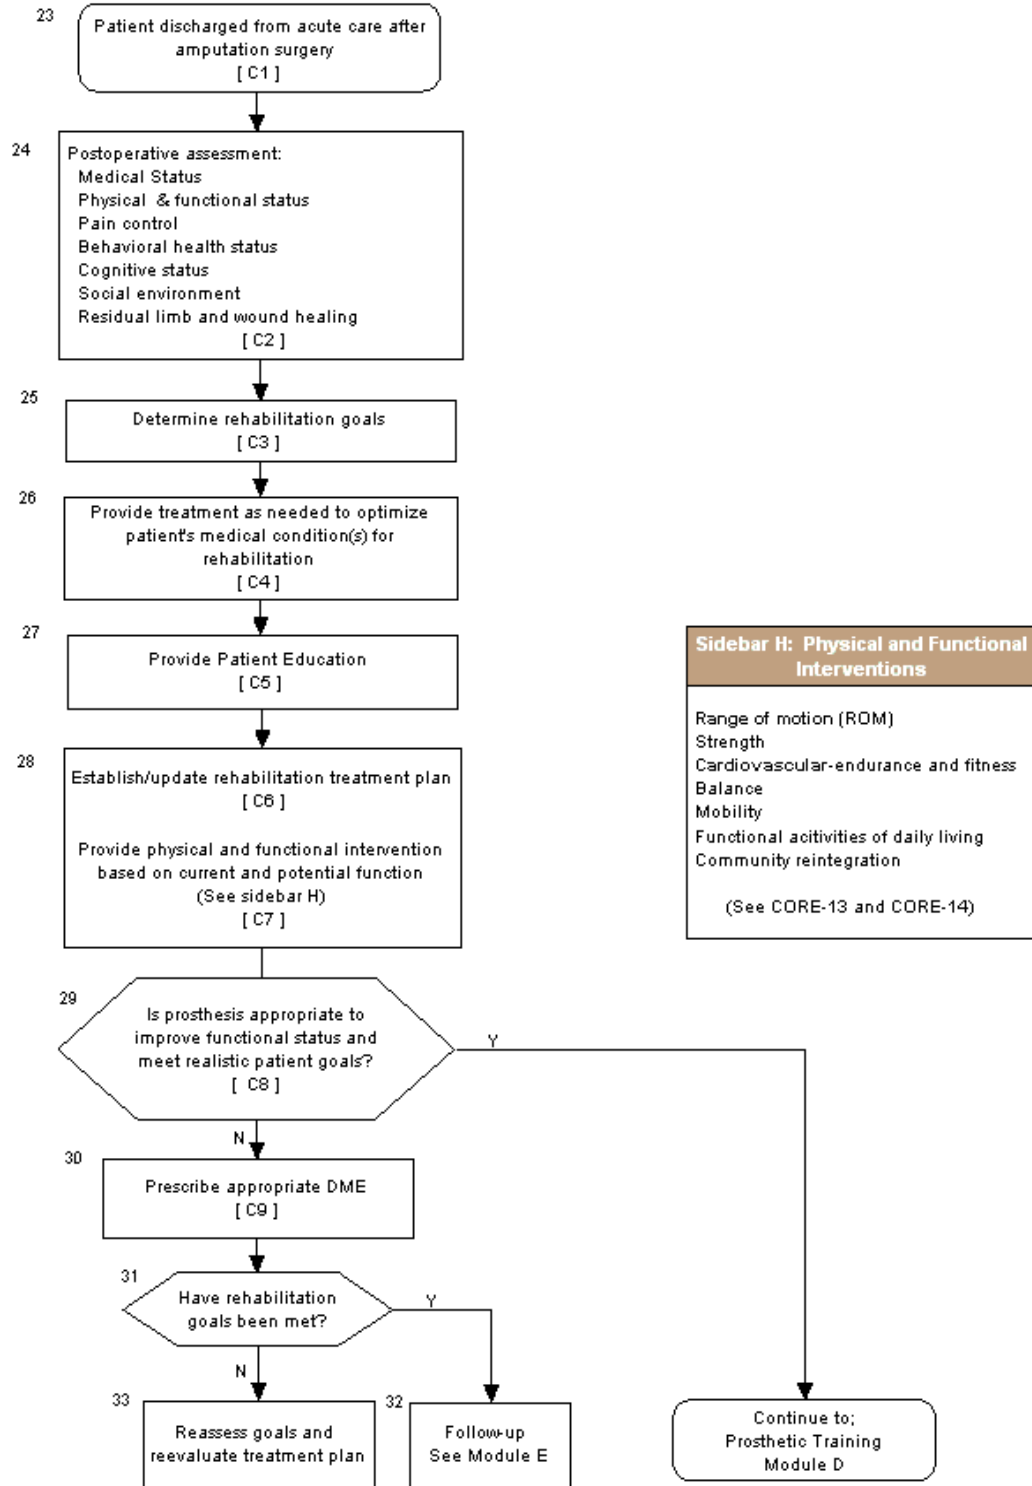 23
Patient discharged from acute care after
amputation surgery
[ C1 ]
24
Postoperative assessment:
Medical Status
Physical & functional status
Pain control
Behavioral health status
Cognitive status
Social environment
Residual limb and wound healing
[ C2 ]
25
Determine rehabilitation goals
[ C3 ]
26
Provide treatment as needed to optimize
patient's medical condition(s) for
rehabilitation
[ C4 ]
27
Provide Patient Education
[ C5 ]
28
Establish/update rehabilitation treatment plan
[ C6 ]
Provide physical and functional intervention
based on current and potential function
(See sidebar H)
[ C7 ]
Sidebar H: Physical and Functional
Interventions
Range of motion (ROM)
Strength
Cardiovascular-endurance and fitness
Balance
Mobility
Functional acitivities of daily living
Community reintegration
(See CORE-13 and CORE-14)
29
Is prosthesis appropriate to
improve functional status and
meet realistic patient goals?
[ C8 ]
Y
N
30
Prescribe appropriate DME
[ C9 ]
31
Have rehabilitation
goals been met?
Y
N
33
Reassess goals and
reevaluate treatment plan
32
Follow-up
See Module E
Continue to;
Prosthetic Training
Module D